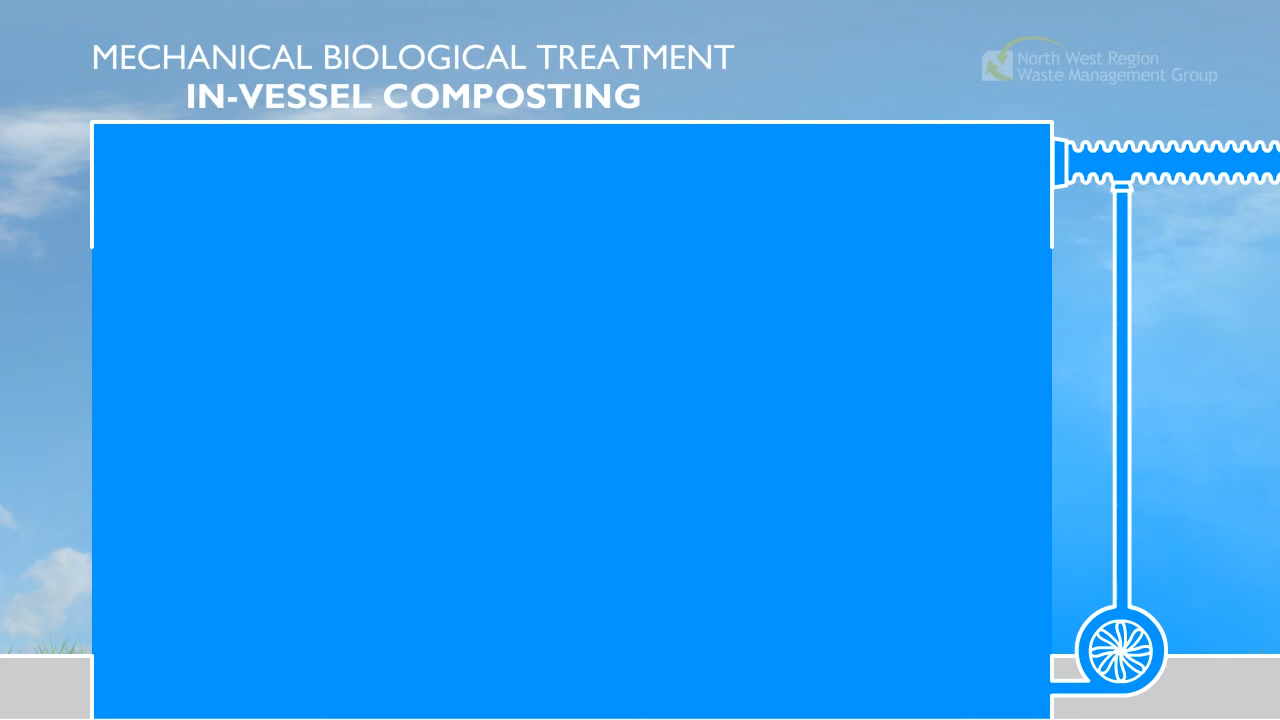 MECHANICAL BIOLOGICAL TREATMENT
IN-VESSEL COMPOSTING
North West Region
Waste Management Group